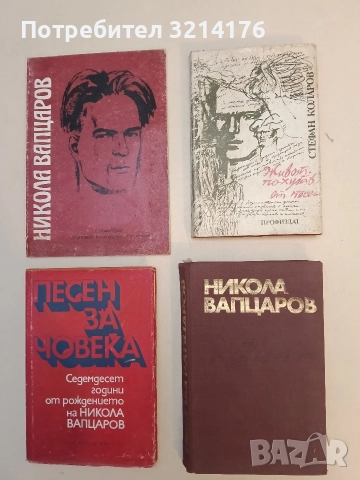 Потребител 3214176
НИКОЛА ВАПЦАРОВ
СТЕФАН КОЛАРОВ
Живот,
по-хубав
от песен
ПРОФИЗДАТ
ПЕСЕН
ЗА
ЧОВЕКА
Седемдесет
години
от рождението
на НИКОЛА
ВАПЦАРОВ
НИКОЛА
ВАПЦАРОВ
BAZAR